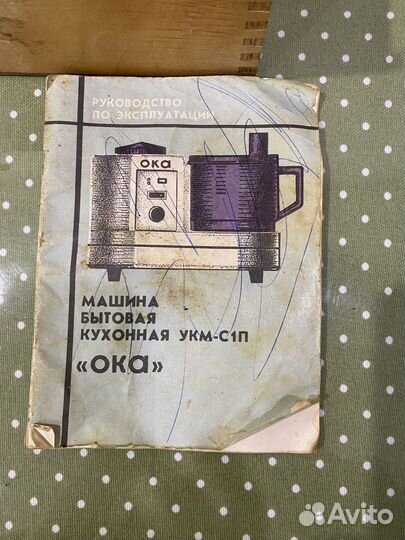 РУКОВОДСТВО
ПО ЭКСПЛУАТАЦИИ
ОКА
МАШИНА
БЫТОВАЯ
КУХОННАЯ УКМ-С1П
«ОКА»
Avito